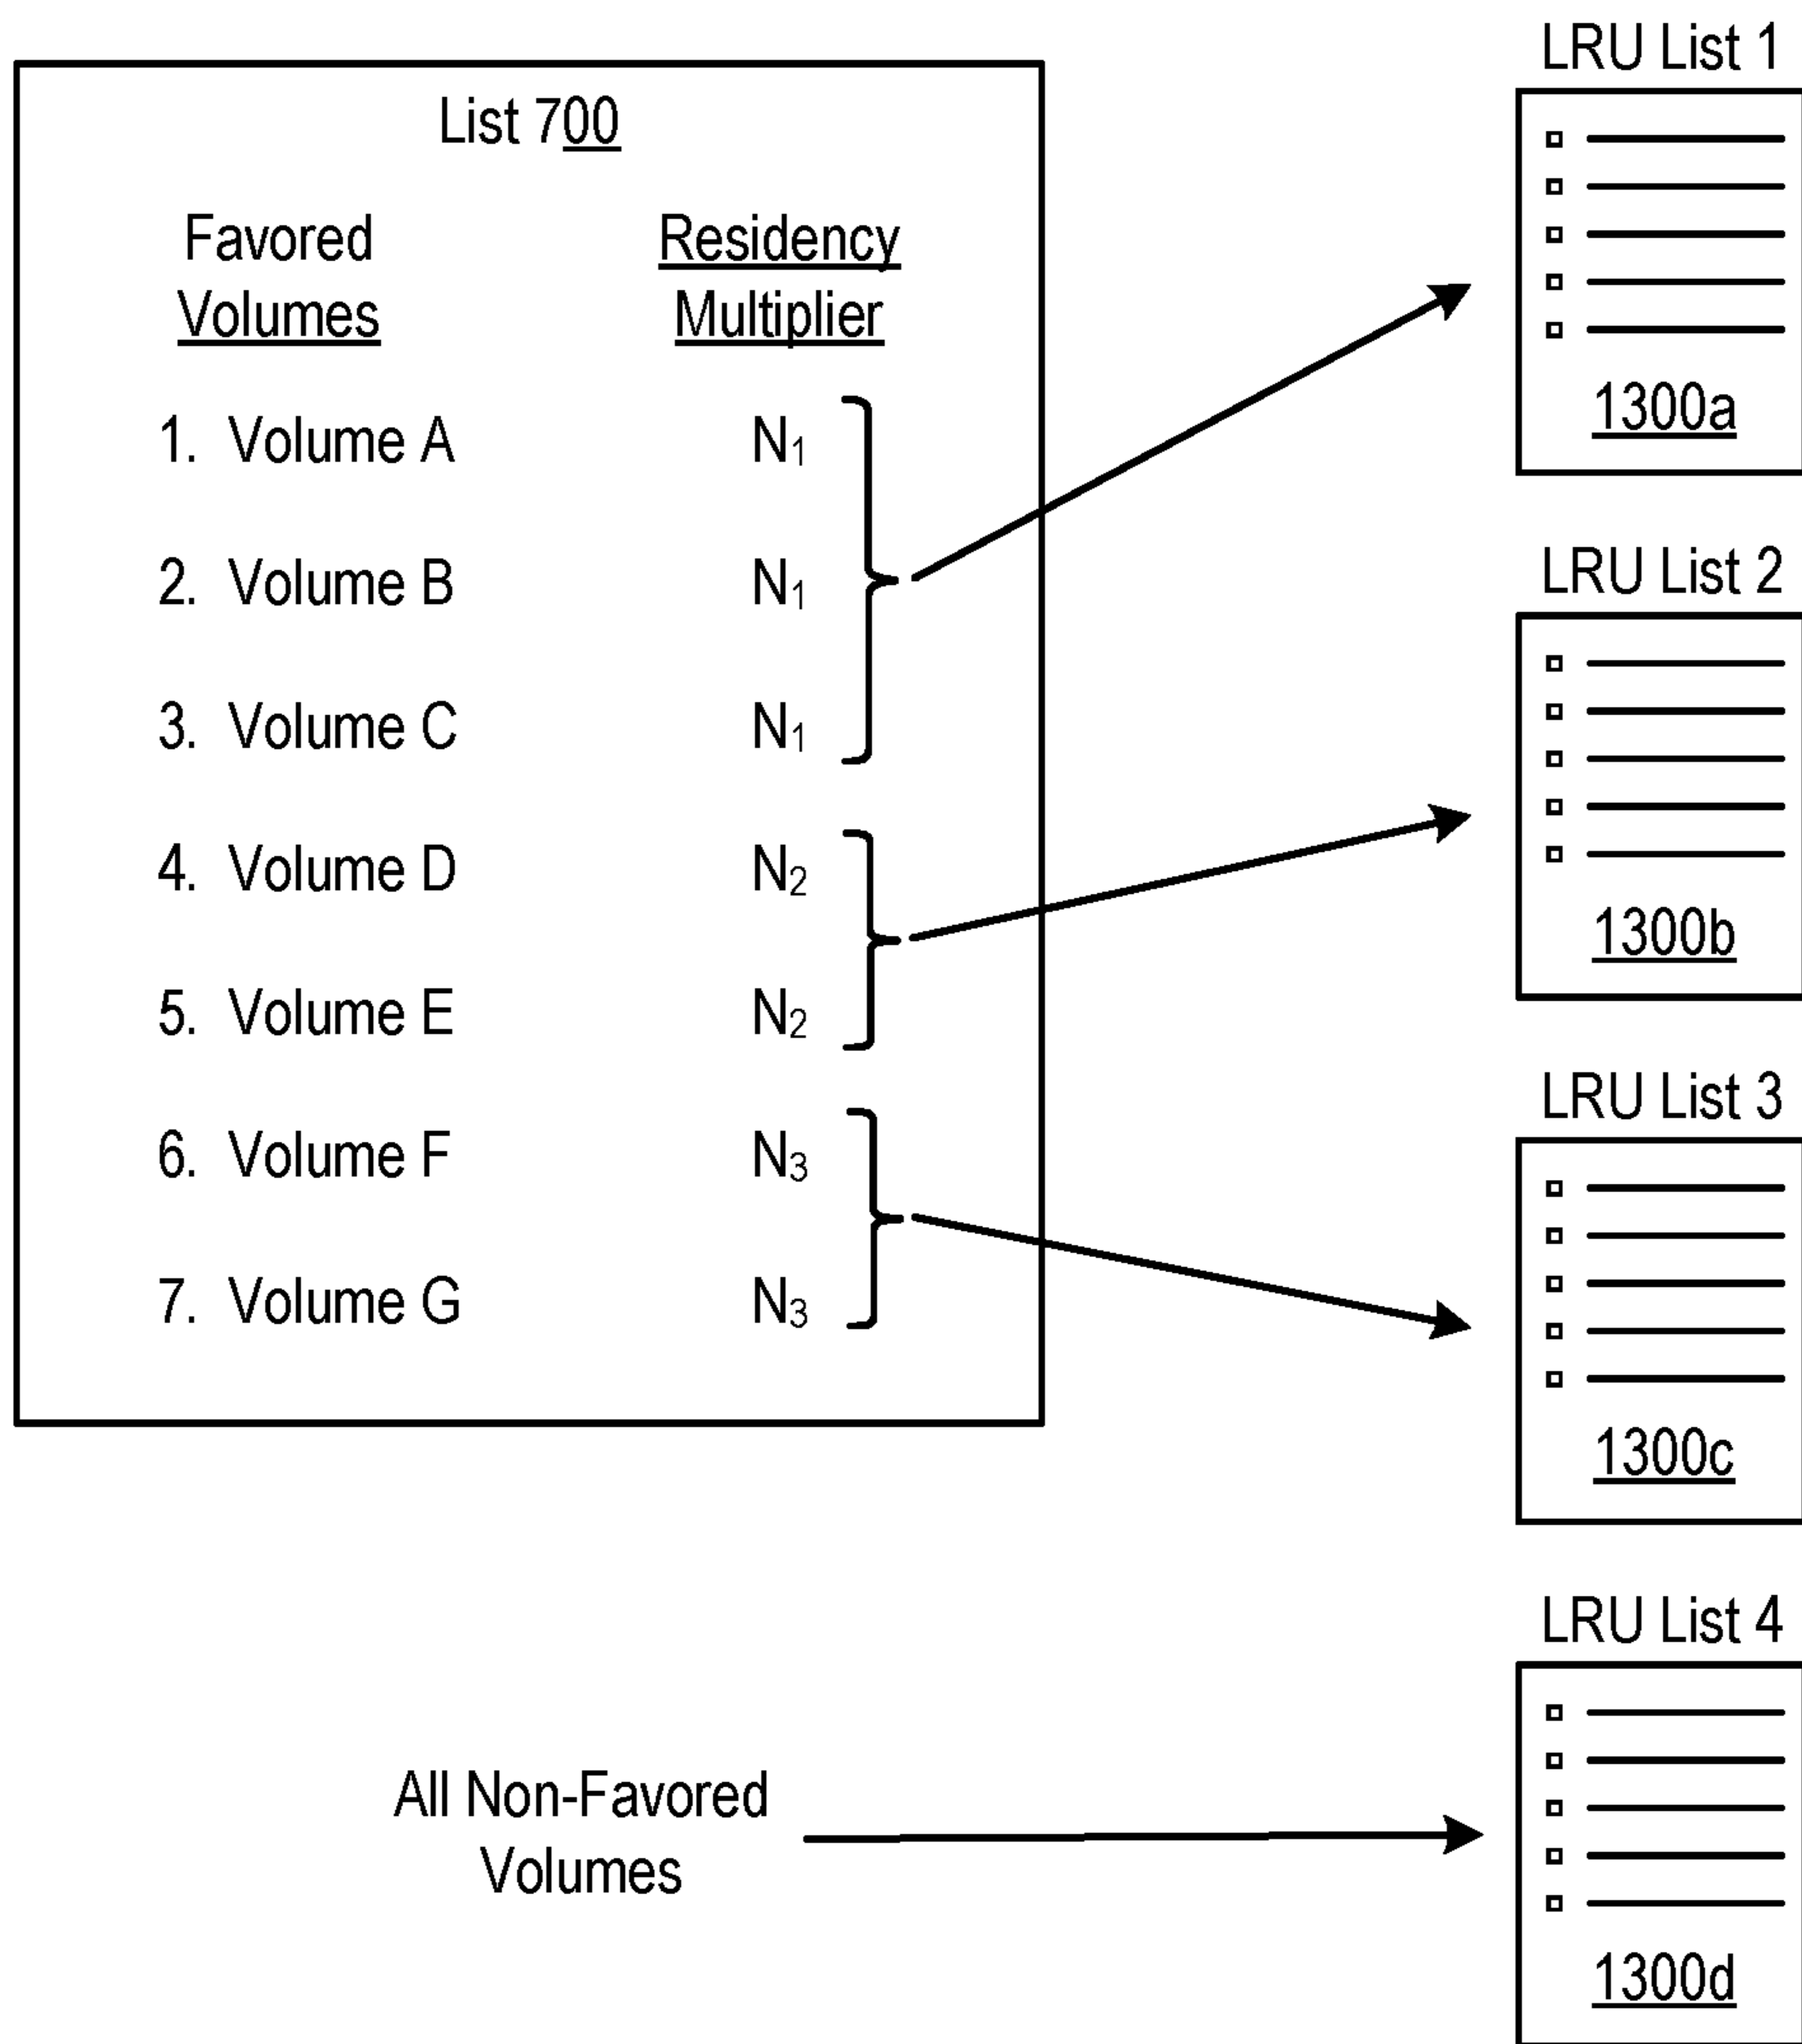 List 700
Favored Residency
Volumes Multiplier
1. Volume A N₁
2. Volume B N₁
3. Volume C N₁
4. Volume D N₂
5. Volume E N₂
6. Volume F N₃
7. Volume G N₃
All Non-Favored
Volumes
LRU List 1
1300a
LRU List 2
1300b
LRU List 3
1300c
LRU List 4
1300d